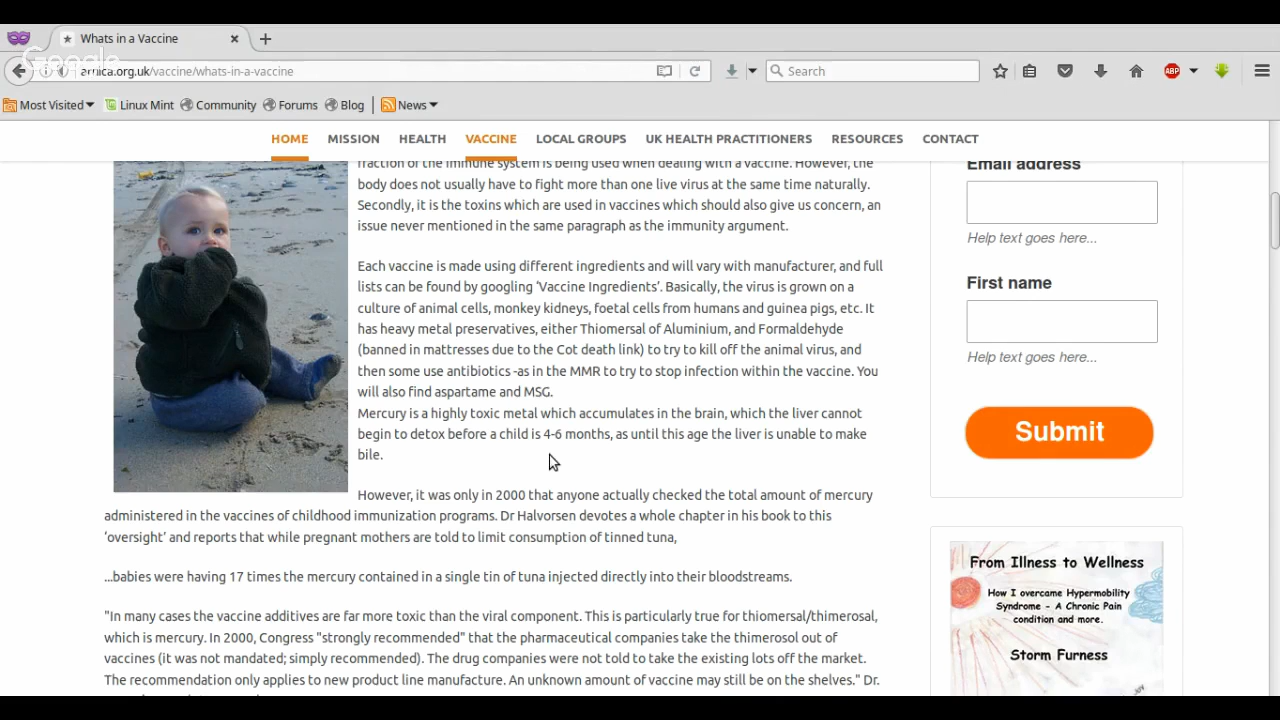 Whats in a Vaccine
Google
arnica.org.uk/vaccine/whats-in-a-vaccine
Search
ABP
Most Visited
Linux Mint
Community
Forums
Blog
News
HOME
MISSION
HEALTH
VACCINE
LOCAL GROUPS
UK HEALTH PRACTITIONERS
RESOURCES
CONTACT
fraction of the immune system is being used when dealing with a vaccine. However, the
body does not usually have to fight more than one live virus at the same time naturally.
Secondly, it is the toxins which are used in vaccines which should also give us concern, an
issue never mentioned in the same paragraph as the immunity argument.
Each vaccine is made using different ingredients and will vary with manufacturer, and full
lists can be found by googling ‘Vaccine Ingredients’. Basically, the virus is grown on a
culture of animal cells, monkey kidneys, foetal cells from humans and guinea pigs, etc. It
has heavy metal preservatives, either Thiomersal of Aluminium, and Formaldehyde
(banned in mattresses due to the Cot death link) to try to kill off the animal virus, and
then some use antibiotics -as in the MMR to try to stop infection within the vaccine. You
will also find aspartame and MSG.
Mercury is a highly toxic metal which accumulates in the brain, which the liver cannot
begin to detox before a child is 4-6 months, as until this age the liver is unable to make
bile.
However, it was only in 2000 that anyone actually checked the total amount of mercury
administered in the vaccines of childhood immunization programs. Dr Halvorsen devotes a whole chapter in his book to this
‘oversight’ and reports that while pregnant mothers are told to limit consumption of tinned tuna,
...babies were having 17 times the mercury contained in a single tin of tuna injected directly into their bloodstreams.
"In many cases the vaccine additives are far more toxic than the viral component. This is particularly true for thiomersal/thimerosal,
which is mercury. In 2000, Congress "strongly recommended" that the pharmaceutical companies take the thimerosol out of
vaccines (it was not mandated; simply recommended). The drug companies were not told to take the existing lots off the market.
The recommendation only applies to new product line manufacture. An unknown amount of vaccine may still be on the shelves." Dr.
Email address
Help text goes here...
First name
Help text goes here...
Submit
From Illness to Wellness
How I overcame Hypermobility
Syndrome - A Chronic Pain
condition and more.
Storm Furness